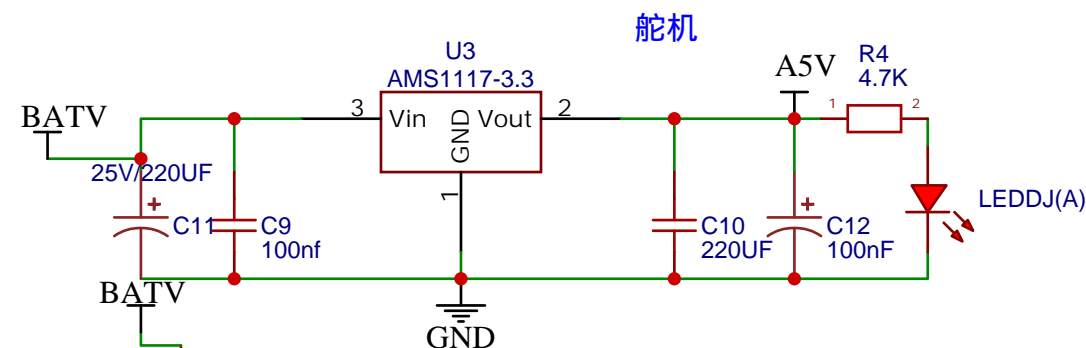 舵机
U3
AMS1117-3.3
A5V
R4
4.7K
BATV
3
Vin
GND
Vout
2
1
2
1
25V/220UF
C11
C9
100nf
C10
220UF
C12
100nF
LEDDJ(A)
BATV
GND